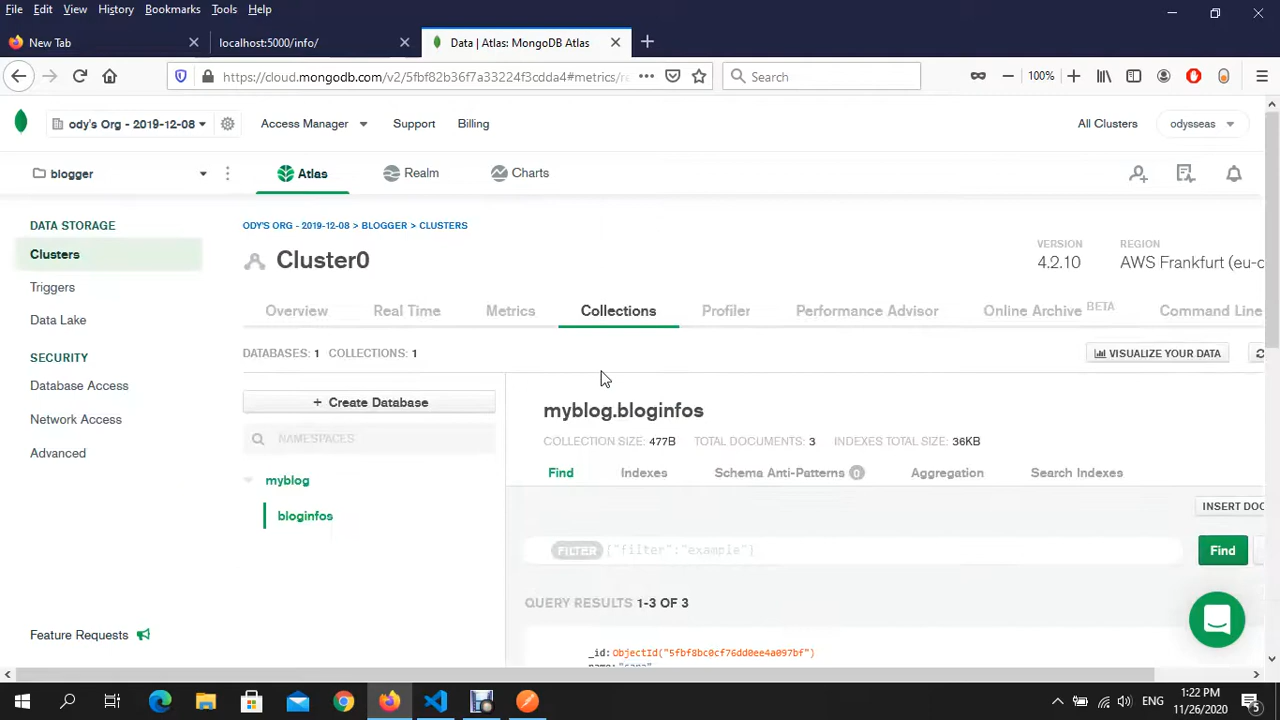 File Edit View History Bookmarks Tools Help
New Tab localhost:5000/info/ Data | Atlas: MongoDB Atlas
https://cloud.mongodb.com/v2/5fbf82b36f7a33224f3cdda4#metrics/re Search 100%
ody's Org - 2019-12-08 Access Manager Support Billing All Clusters odysseas
blogger Atlas Realm Charts
DATA STORAGE
Clusters
Triggers
Data Lake
SECURITY
Database Access
Network Access
Advanced
Feature Requests
ODY'S ORG - 2019-12-08 > BLOGGER > CLUSTERS
Cluster0
VERSION REGION
4.2.10 AWS Frankfurt (eu-c
Overview Real Time Metrics Collections Profiler Performance Advisor Online Archive BETA Command Line
DATABASES: 1 COLLECTIONS: 1 VISUALIZE YOUR DATA
+ Create Database
NAMESPACES
myblog
bloginfos
myblog.bloginfos
COLLECTION SIZE: 477B TOTAL DOCUMENTS: 3 INDEXES TOTAL SIZE: 36KB
Find Indexes Schema Anti-Patterns 0 Aggregation Search Indexes
INSERT DOC
FILTER {"filter":"example"} Find
QUERY RESULTS 1-3 OF 3
_id:ObjectId("5fbf8bc0cf76dd0ee4a097bf")
ENG 1:22 PM
11/26/2020 5